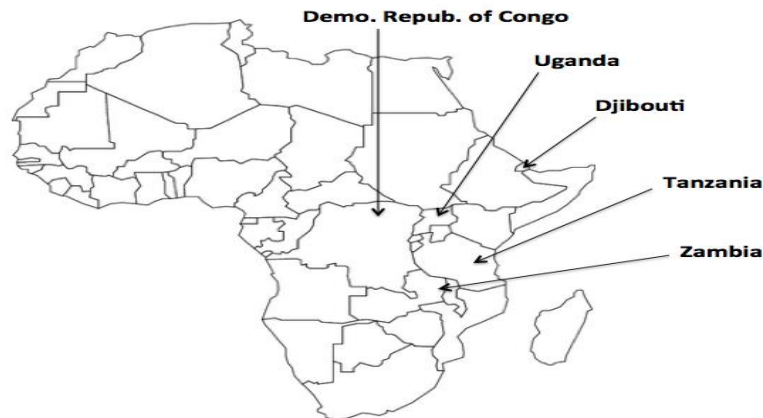 Demo. Repub. of Congo
Uganda
Djibouti
Tanzania
Zambia